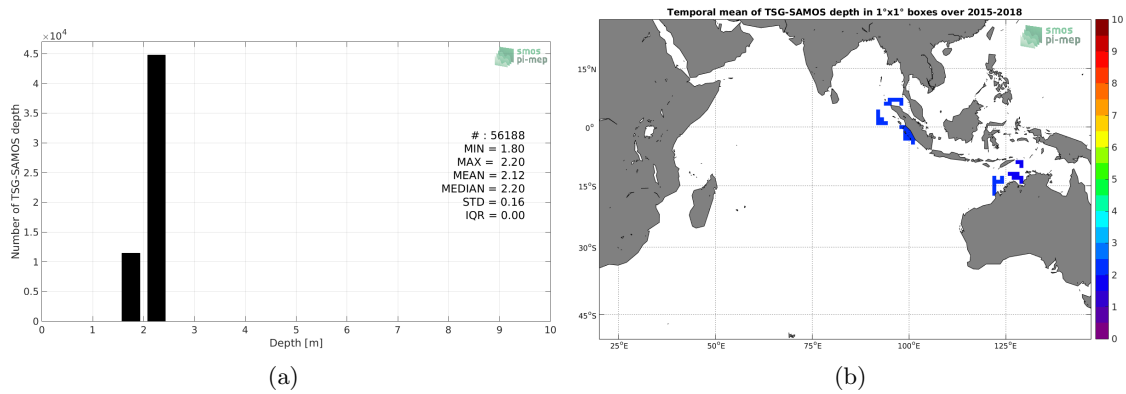 ×10⁴
4.5
4
3.5
3
2.5
2
1.5
1
0.5
0
Number of TSG-SAMOS depth
smos
pi-mep
# : 56188
MIN = 1.80
MAX = 2.20
MEAN = 2.12
MEDIAN = 2.20
STD = 0.16
IQR = 0.00
0 1 2 3 4 5 6 7 8 9 10
Depth [m]
(a)
Temporal mean of TSG-SAMOS depth in 1°x1° boxes over 2015-2018
smos
pi-mep
15°N
0°
15°S
30°S
45°S
25°E 50°E 75°E 100°E 125°E
10
9
8
7
6
5
4
3
2
1
0
(b)